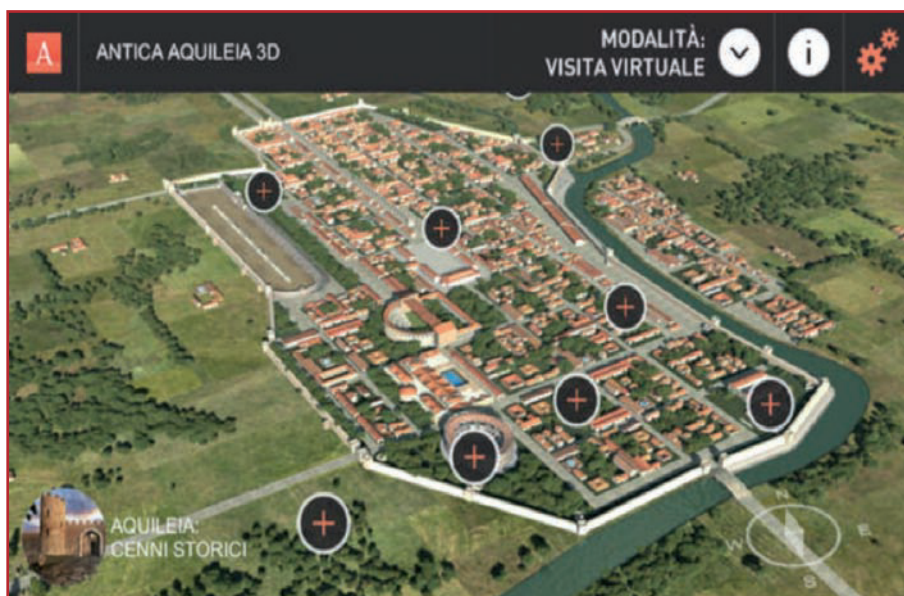 A
ANTICA AQUILEIA 3D
MODALITÀ:
VISITA VIRTUALE
i
AQUILEIA:
CENNI STORICI
N
W
E
S